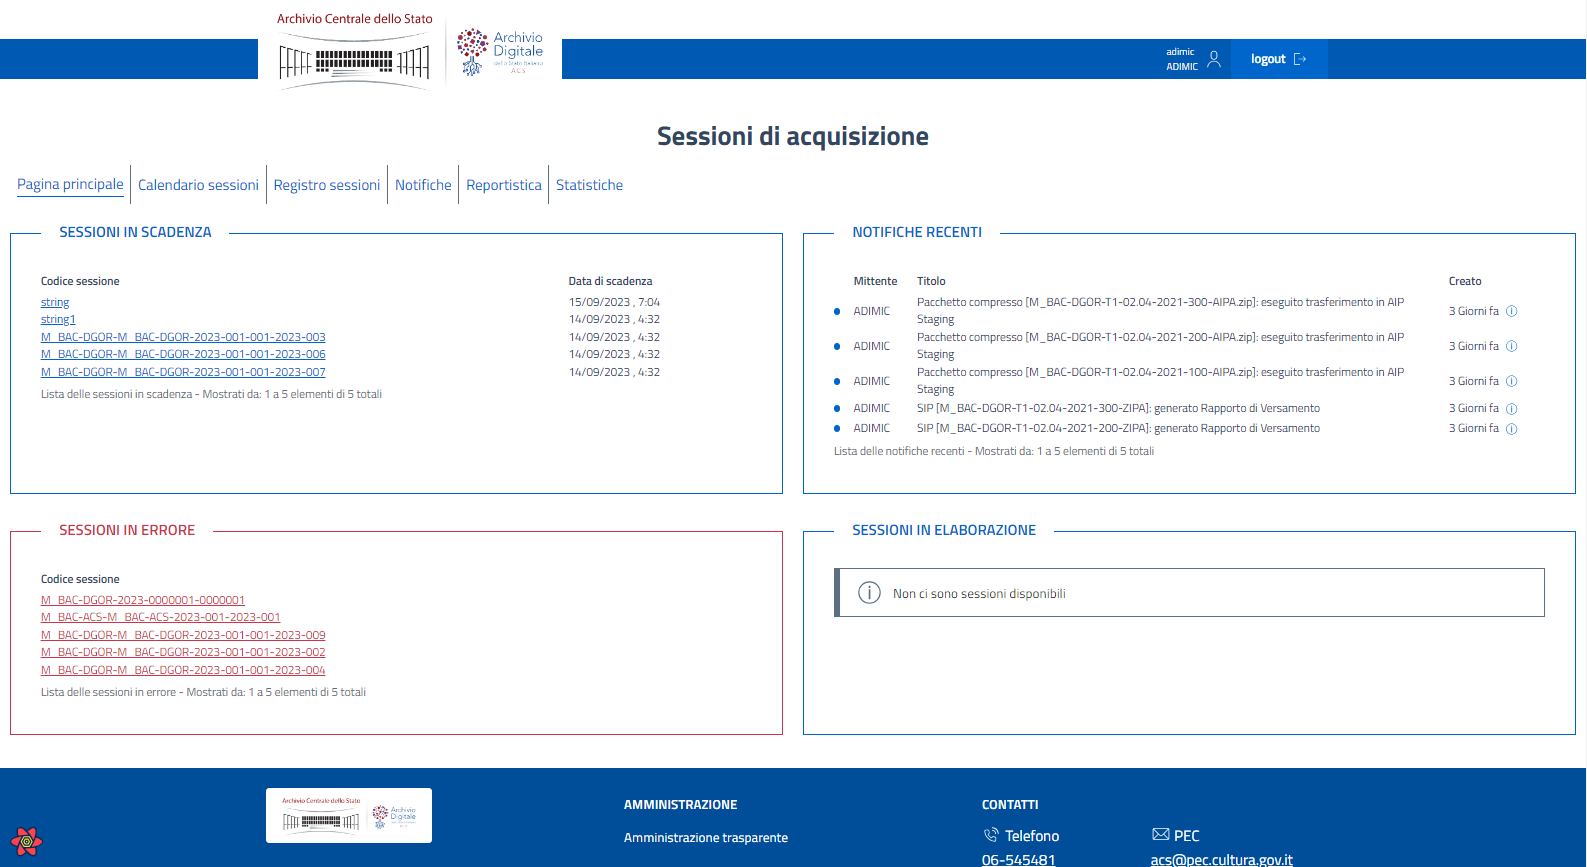 Archivio Centrale dello Stato
Archivio
Digitale
dello Stato Italiano
ACS
adimic
ADIMIC
logout
Sessioni di acquisizione
Pagina principale
Calendario sessioni
Registro sessioni
Notifiche
Reportistica
Statistiche
SESSIONI IN SCADENZA
Codice sessione Data di scadenza
string 15/09/2023 , 7:04
string1 14/09/2023 , 4:32
M_BAC-DGOR-M_BAC-DGOR-2023-001-001-2023-003 14/09/2023 , 4:32
M_BAC-DGOR-M_BAC-DGOR-2023-001-001-2023-006 14/09/2023 , 4:32
M_BAC-DGOR-M_BAC-DGOR-2023-001-001-2023-007 14/09/2023 , 4:32
Lista delle sessioni in scadenza - Mostrati da: 1 a 5 elementi di 5 totali
NOTIFICHE RECENTI
Mittente Titolo Creato
ADIMIC Pacchetto compresso [M_BAC-DGOR-T1-02.04-2021-300-AIPA.zip]: eseguito trasferimento in AIP
Staging 3 Giorni fa
ADIMIC Pacchetto compresso [M_BAC-DGOR-T1-02.04-2021-200-AIPA.zip]: eseguito trasferimento in AIP
Staging 3 Giorni fa
ADIMIC Pacchetto compresso [M_BAC-DGOR-T1-02.04-2021-100-AIPA.zip]: eseguito trasferimento in AIP
Staging 3 Giorni fa
ADIMIC SIP [M_BAC-DGOR-T1-02.04-2021-300-ZIPA]: generato Rapporto di Versamento 3 Giorni fa
ADIMIC SIP [M_BAC-DGOR-T1-02.04-2021-200-ZIPA]: generato Rapporto di Versamento 3 Giorni fa
Lista delle notifiche recenti - Mostrati da: 1 a 5 elementi di 5 totali
SESSIONI IN ERRORE
Codice sessione
M_BAC-DGOR-2023-0000001-0000001
M_BAC-ACS-M_BAC-ACS-2023-001-2023-001
M_BAC-DGOR-M_BAC-DGOR-2023-001-001-2023-009
M_BAC-DGOR-M_BAC-DGOR-2023-001-001-2023-002
M_BAC-DGOR-M_BAC-DGOR-2023-001-001-2023-004
Lista delle sessioni in errore - Mostrati da: 1 a 5 elementi di 5 totali
SESSIONI IN ELABORAZIONE
Non ci sono sessioni disponibili
Archivio Centrale dello Stato
Archivio
Digitale
AMMINISTRAZIONE
Amministrazione trasparente
CONTATTI
Telefono
06-545481
PEC
acs@pec.cultura.gov.it